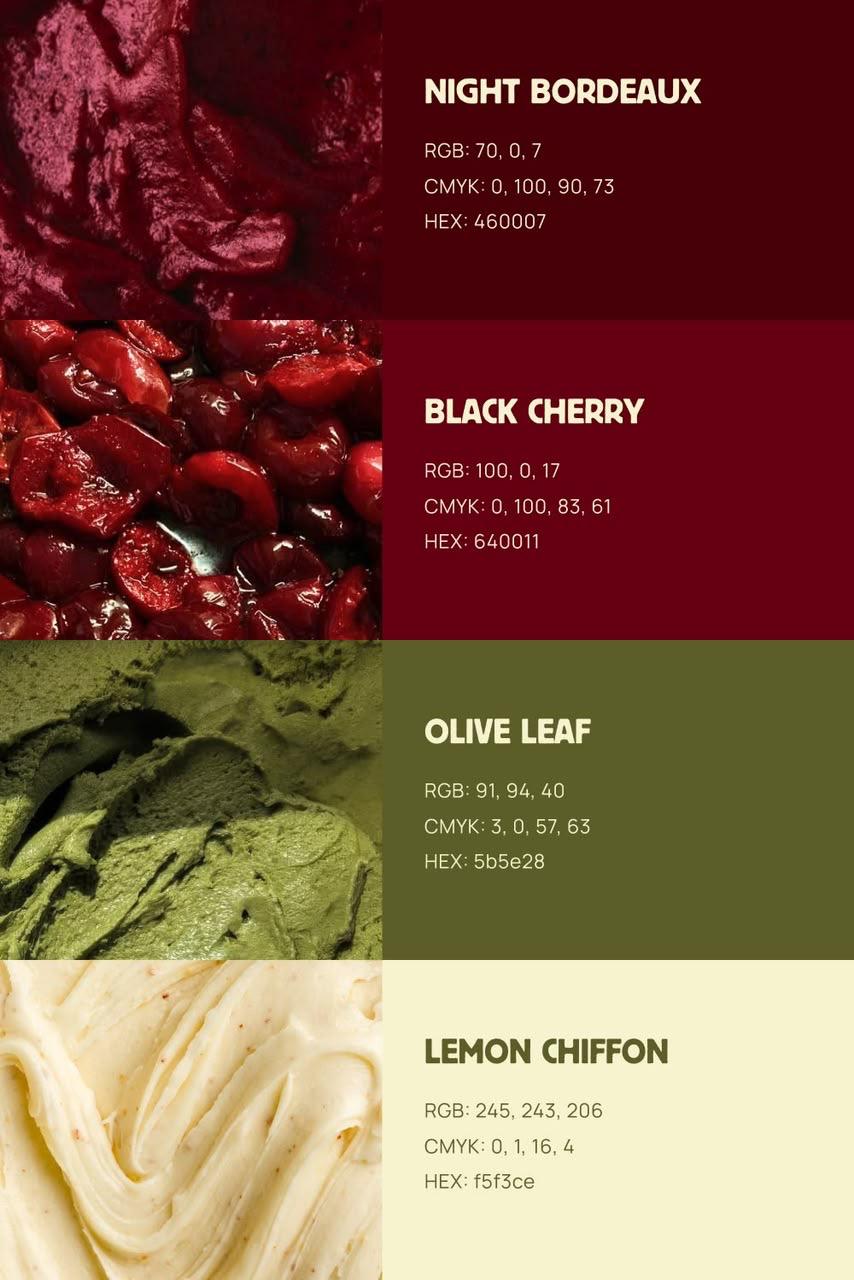 NIGHT BORDEAUX
RGB: 70, 0, 7
CMYK: 0, 100, 90, 73
HEX: 460007
BLACK CHERRY
RGB: 100, 0, 17
CMYK: 0, 100, 83, 61
HEX: 640011
OLIVE LEAF
RGB: 91, 94, 40
CMYK: 3, 0, 57, 63
HEX: 5b5e28
LEMON CHIFFON
RGB: 245, 243, 206
CMYK: 0, 1, 16, 4
HEX: f5f3ce